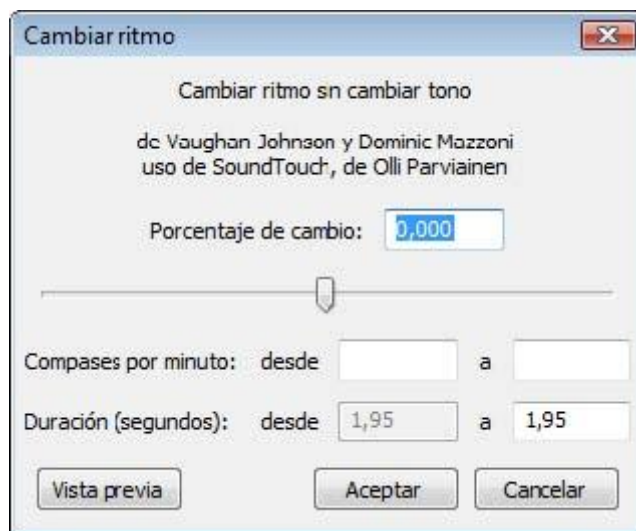 Cambiar ritmo
Cambiar ritmo sn cambiar tono
de Vaughan Johnson y Dominic Mazzoni
uso de SoundTouch, de Olli Parviainen
Porcentaje de cambio: 0,000
Compases por minuto: desde a
Duración (segundos): desde 1,95 a 1,95
Vista previa Aceptar Cancelar